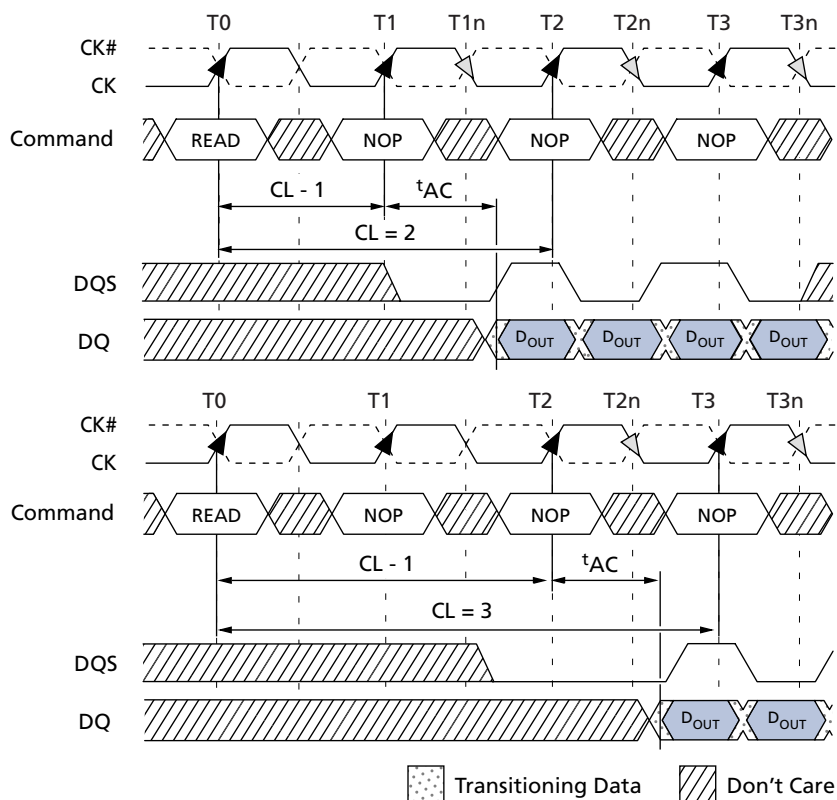 T0 T1 T1n T2 T2n T3 T3n
CK#
CK
Command READ NOP NOP NOP
CL - 1 tAC
CL = 2
DQS
DQ DOUT DOUT DOUT DOUT
T0 T1 T2 T2n T3 T3n
CK#
CK
Command READ NOP NOP NOP
CL - 1 tAC
CL = 3
DQS
DQ DOUT DOUT
Transitioning Data Don't Care